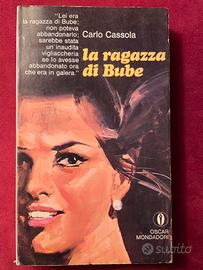 "Lei era
la ragazza di Bube;
non poteva
abbandonarlo;
sarebbe stata
un'inaudita
vigliaccheria
se lo avesse
abbandonato ora
che era in galera."
Carlo Cassola
la ragazza
di Bube
OSCAR
MONDADORI
subito